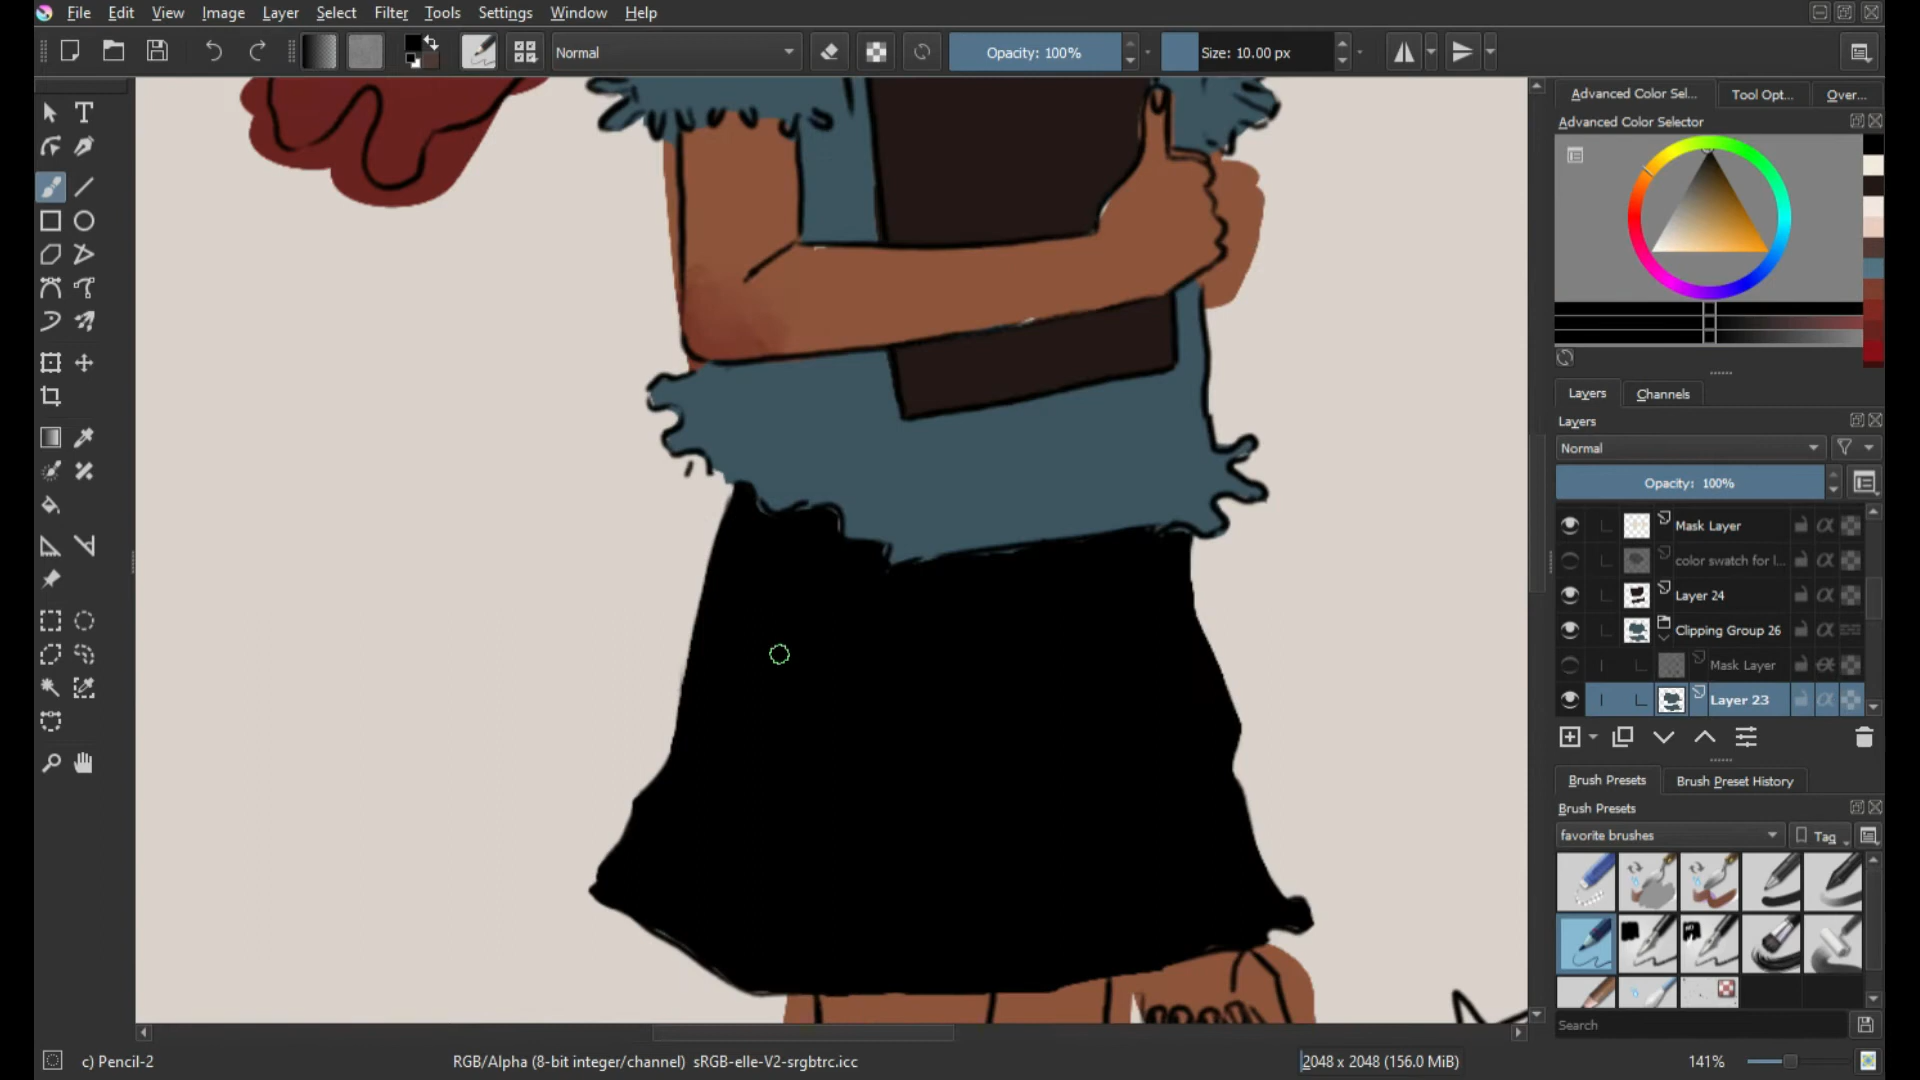 File Edit View Image Layer Select Filter Tools Settings Window Help
Normal
Opacity: 100%
Size: 10.00 px
Advanced Color Sel... Tool Opt... Over...
Advanced Color Selector
Layers Channels
Layers
Normal
Opacity: 100%
Mask Layer
color swatch for l...
Layer 24
Clipping Group 26
Mask Layer
Layer 23
Brush Presets Brush Preset History
Brush Presets
favorite brushes Tag
Search
c) Pencil-2 RGB/Alpha (8-bit integer/channel) sRGB-elle-V2-srgbtrc.icc 2048 x 2048 (156.0 MiB) 141%